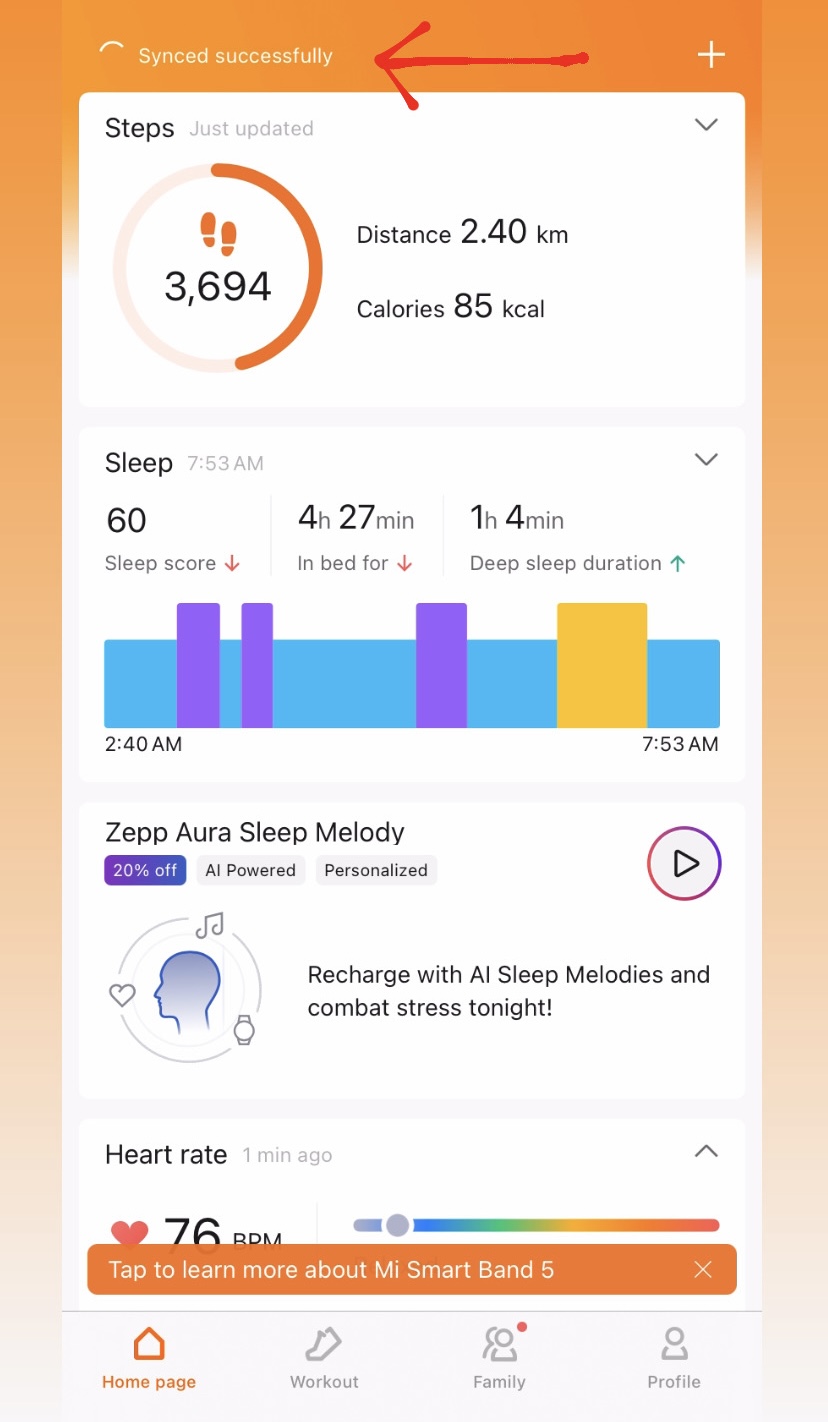 Synced successfully
Steps Just updated
3,694
Distance 2.40 km
Calories 85 kcal
Sleep 7:53 AM
60
Sleep score
4h 27min
In bed for
1h 4min
Deep sleep duration
2:40 AM
7:53 AM
Zepp Aura Sleep Melody
20% off
AI Powered
Personalized
Recharge with AI Sleep Melodies and
combat stress tonight!
Heart rate 1 min ago
76 BPM
Tap to learn more about Mi Smart Band 5
Home page
Workout
Family
Profile